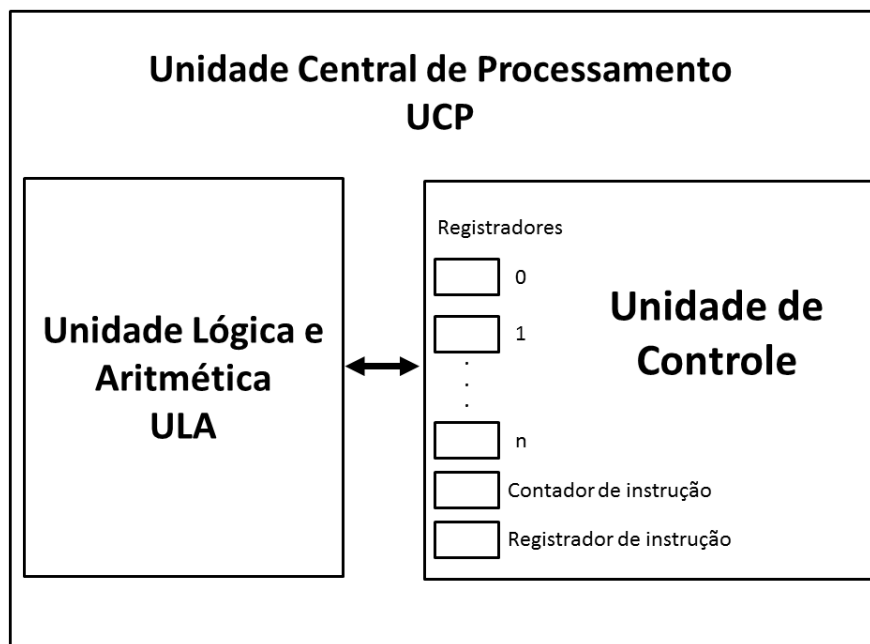 Unidade Central de Processamento
UCP
Unidade Lógica e
Aritmética
ULA
Registradores
0
1
n
Contador de instrução
Registrador de instrução
Unidade de
Controle